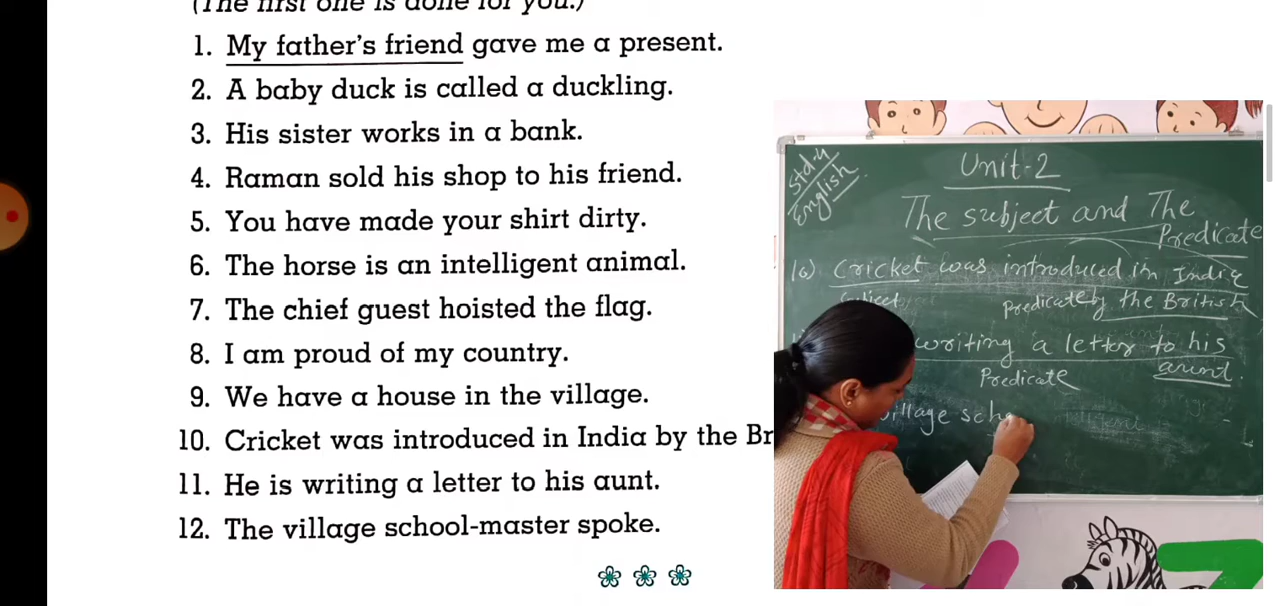 (The first one is done for you.)
1. My father's friend gave me a present.
2. A baby duck is called a duckling.
3. His sister works in a bank.
4. Raman sold his shop to his friend.
5. You have made your shirt dirty.
6. The horse is an intelligent animal.
7. The chief guest hoisted the flag.
8. I am proud of my country.
9. We have a house in the village.
10. Cricket was introduced in India by the Br
11. He is writing a letter to his aunt.
12. The village school-master spoke.
Std.4
English
Unit-2
The subject and The
Predicate
10) Cricket was introduced in India
Predicate by the British
writing a letter to his
aunt.
Predicate
village scho